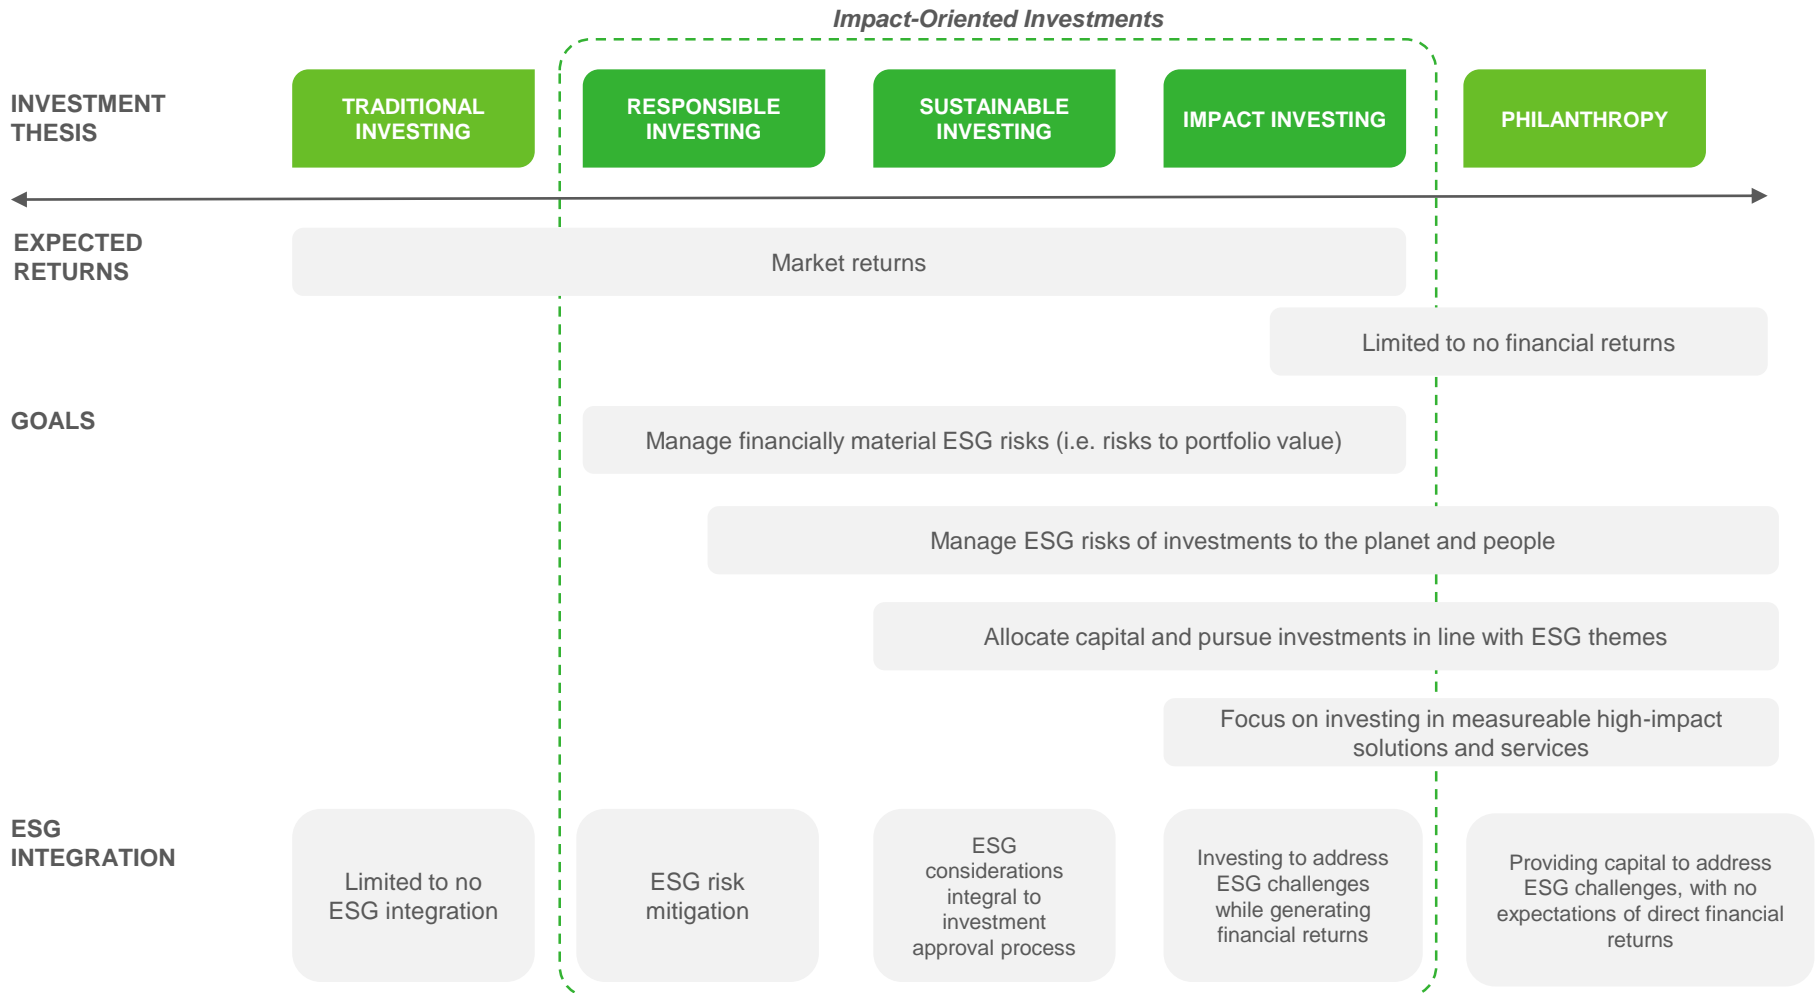 Impact-Oriented Investments
INVESTMENT
THESIS
TRADITIONAL
INVESTING
RESPONSIBLE
INVESTING
SUSTAINABLE
INVESTING
IMPACT INVESTING
PHILANTHROPY
EXPECTED
RETURNS
Market returns
Limited to no financial returns
GOALS
Manage financially material ESG risks (i.e. risks to portfolio value)
Manage ESG risks of investments to the planet and people
Allocate capital and pursue investments in line with ESG themes
Focus on investing in measureable high-impact
solutions and services
ESG
INTEGRATION
Limited to no
ESG integration
ESG risk
mitigation
ESG
considerations
integral to
investment
approval process
Investing to address
ESG challenges
while generating
financial returns
Providing capital to address
ESG challenges, with no
expectations of direct financial
returns